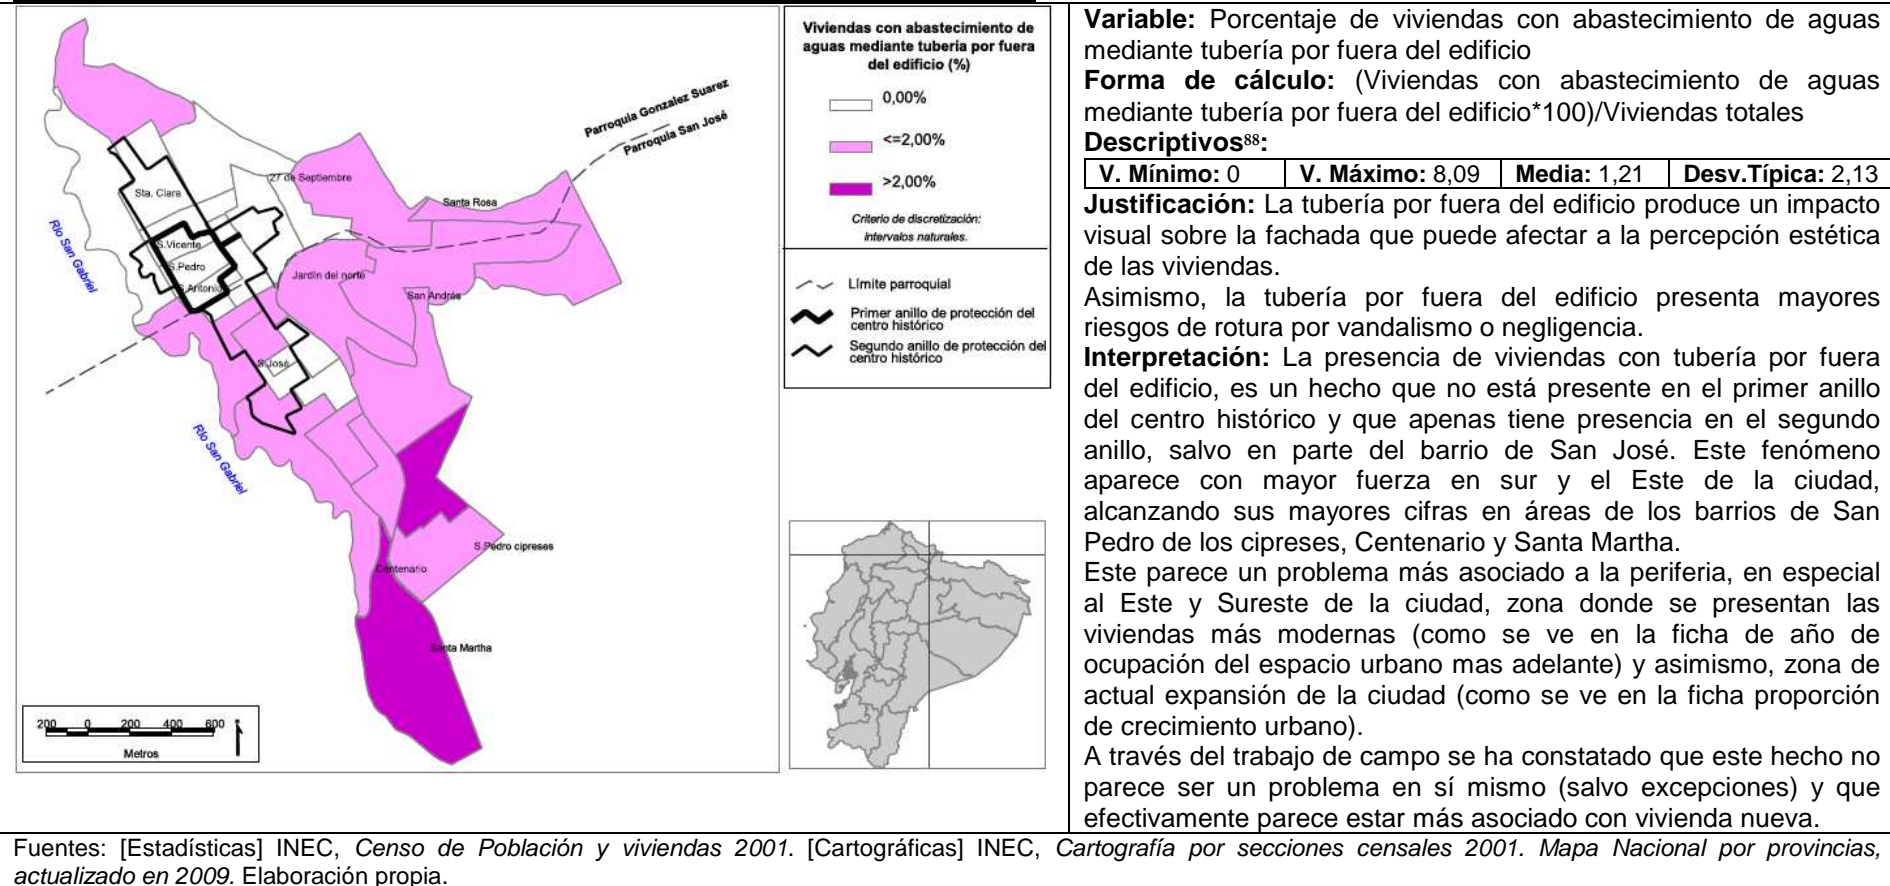 Viviendas con abastecimiento de
aguas mediante tubería por fuera
del edificio (%)
0,00%
<=2,00%
>2,00%
Criterio de discretización:
intervalos naturales.
Límite parroquial
Primer anillo de protección del
centro histórico
Segundo anillo de protección del
centro histórico
Parroquia Gonzalez Suarez
Parroquia San José
27 de Septiembre
Sta. Clara
Santa Rosa
Río San Gabriel
S.Vicente
S.Pedro
S.Antonio
Jardín del norte
San Andrés
S.José
Río San Gabriel
S.Pedro cipreses
Centenario
Santa Martha
200 0 200 400 600
Metros
Variable: Porcentaje de viviendas con abastecimiento de aguas
mediante tubería por fuera del edificio
Forma de cálculo: (Viviendas con abastecimiento de aguas
mediante tubería por fuera del edificio*100)/Viviendas totales
Descriptivos88:
V. Mínimo: 0 V. Máximo: 8,09 Media: 1,21 Desv.Típica: 2,13
Justificación: La tubería por fuera del edificio produce un impacto
visual sobre la fachada que puede afectar a la percepción estética
de las viviendas.
Asimismo, la tubería por fuera del edificio presenta mayores
riesgos de rotura por vandalismo o negligencia.
Interpretación: La presencia de viviendas con tubería por fuera
del edificio, es un hecho que no está presente en el primer anillo
del centro histórico y que apenas tiene presencia en el segundo
anillo, salvo en parte del barrio de San José. Este fenómeno
aparece con mayor fuerza en sur y el Este de la ciudad,
alcanzando sus mayores cifras en áreas de los barrios de San
Pedro de los cipreses, Centenario y Santa Martha.
Este parece un problema más asociado a la periferia, en especial
al Este y Sureste de la ciudad, zona donde se presentan las
viviendas más modernas (como se ve en la ficha de año de
ocupación del espacio urbano mas adelante) y asimismo, zona de
actual expansión de la ciudad (como se ve en la ficha proporción
de crecimiento urbano).
A través del trabajo de campo se ha constatado que este hecho no
parece ser un problema en sí mismo (salvo excepciones) y que
efectivamente parece estar más asociado con vivienda nueva.
Fuentes: [Estadísticas] INEC, Censo de Población y viviendas 2001. [Cartográficas] INEC, Cartografía por secciones censales 2001. Mapa Nacional por provincias,
actualizado en 2009. Elaboración propia.